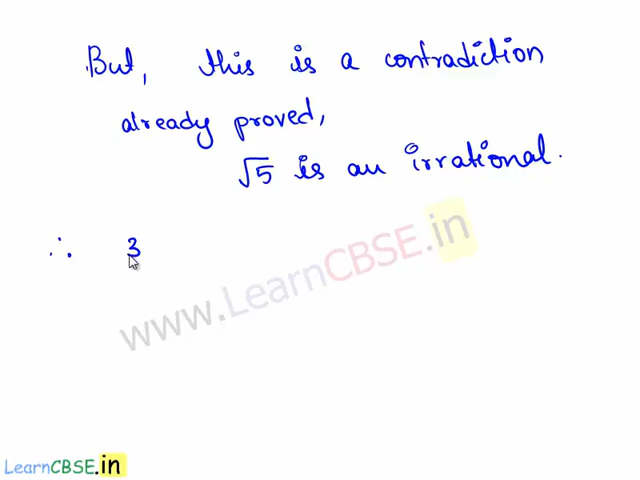 But, this is a contradiction
already proved,
√5 is an irrational.
∴ 3
www.LearnCBSE.in
LearnCBSE.in